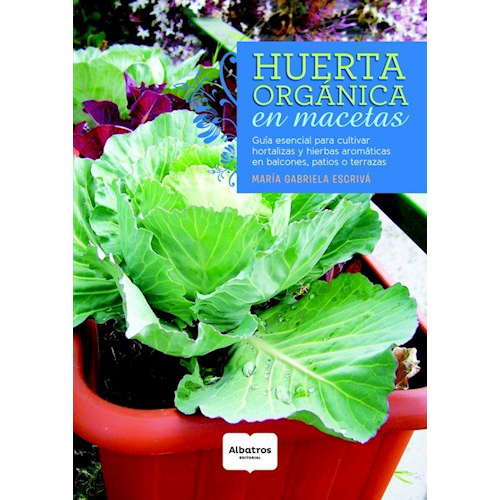 HUERTA
ORGÁNICA
en macetas
Guía esencial para cultivar
hortalizas y hierbas aromáticas
en balcones, patios o terrazas
MARÍA GABRIELA ESCRIVÁ
Albatros
EDITORIAL